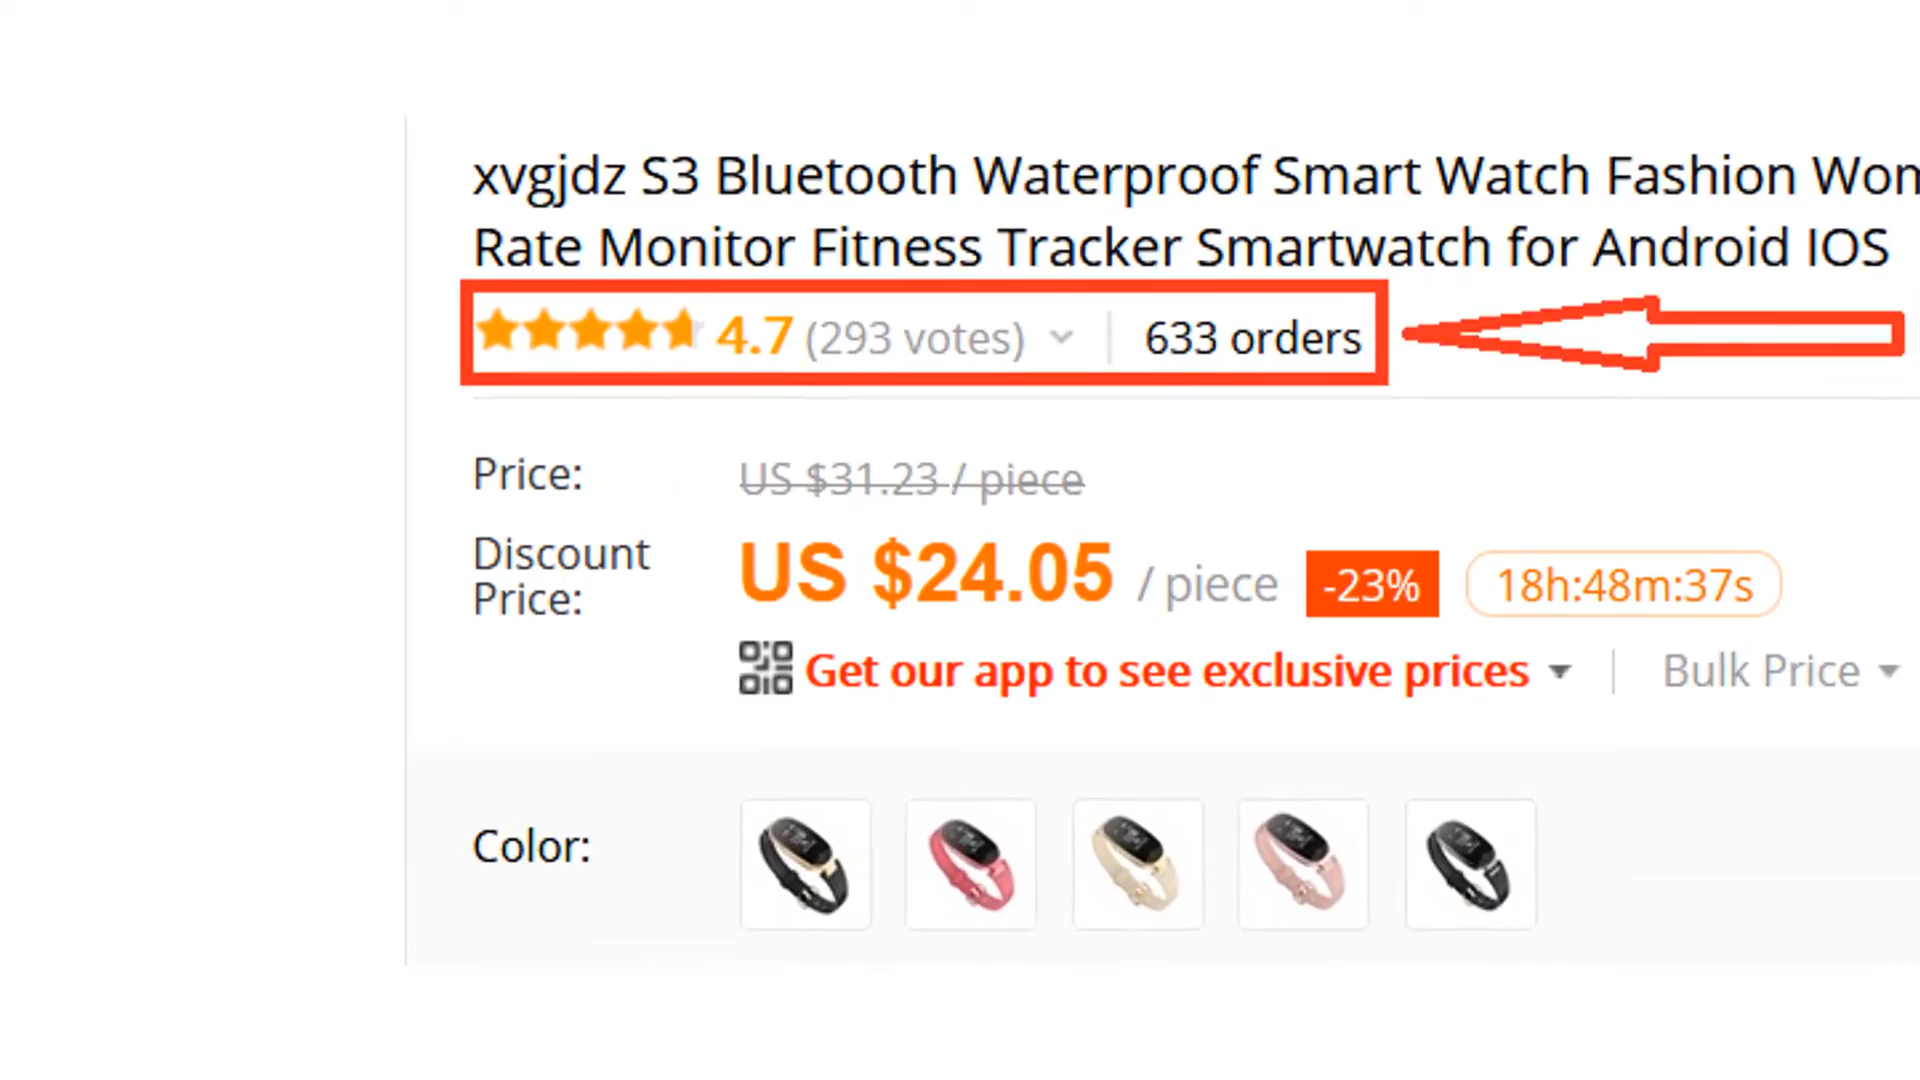 xvgjdz S3 Bluetooth Waterproof Smart Watch Fashion
Rate Monitor Fitness Tracker Smartwatch for Android IOS
4.7 (293 votes) 633 orders
Price: US $31.23 / piece
Discount
Price:
US $24.05 / piece -23% 18h:48m:37s
Get our app to see exclusive prices Bulk Price
Color: